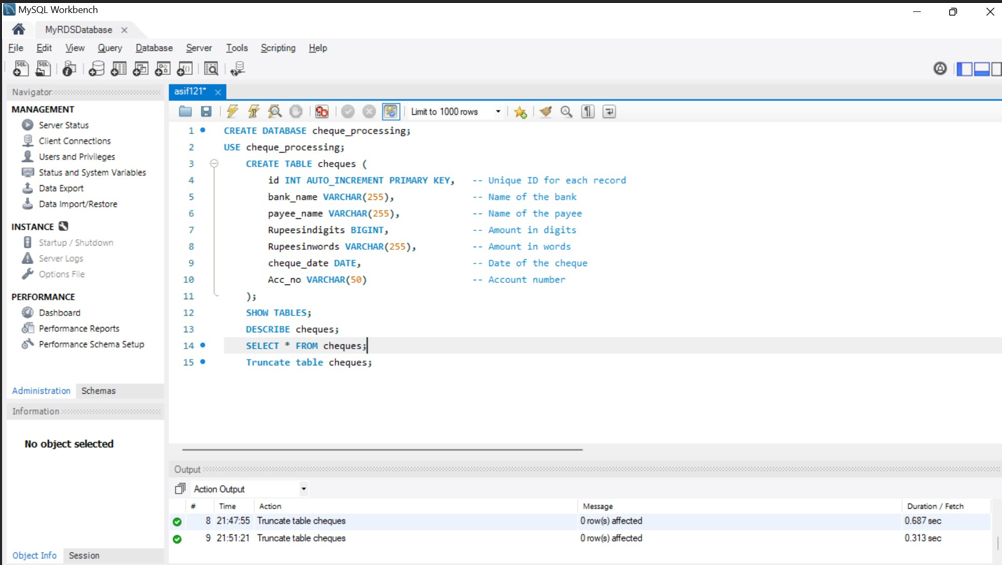 MySQL Workbench
MyRDSDatabase
File Edit View Query Database Server Tools Scripting Help
Navigator
MANAGEMENT
Server Status
Client Connections
Users and Privileges
Status and System Variables
Data Export
Data Import/Restore
INSTANCE
Startup / Shutdown
Server Logs
Options File
PERFORMANCE
Dashboard
Performance Reports
Performance Schema Setup
Administration Schemas
Information
No object selected
Object Info Session
asif121*
Limit to 1000 rows
1 CREATE DATABASE cheque_processing;
2 USE cheque_processing;
3 CREATE TABLE cheques (
4 id INT AUTO_INCREMENT PRIMARY KEY, -- Unique ID for each record
5 bank_name VARCHAR(255), -- Name of the bank
6 payee_name VARCHAR(255), -- Name of the payee
7 Rupeesindigits BIGINT, -- Amount in digits
8 Rupeesinwords VARCHAR(255), -- Amount in words
9 cheque_date DATE, -- Date of the cheque
10 Acc_no VARCHAR(50) -- Account number
11 );
12 SHOW TABLES;
13 DESCRIBE cheques;
14 SELECT * FROM cheques;
15 Truncate table cheques;
Output
Action Output
# Time Action Message Duration / Fetch
8 21:47:55 Truncate table cheques 0 row(s) affected 0.687 sec
9 21:51:21 Truncate table cheques 0 row(s) affected 0.313 sec